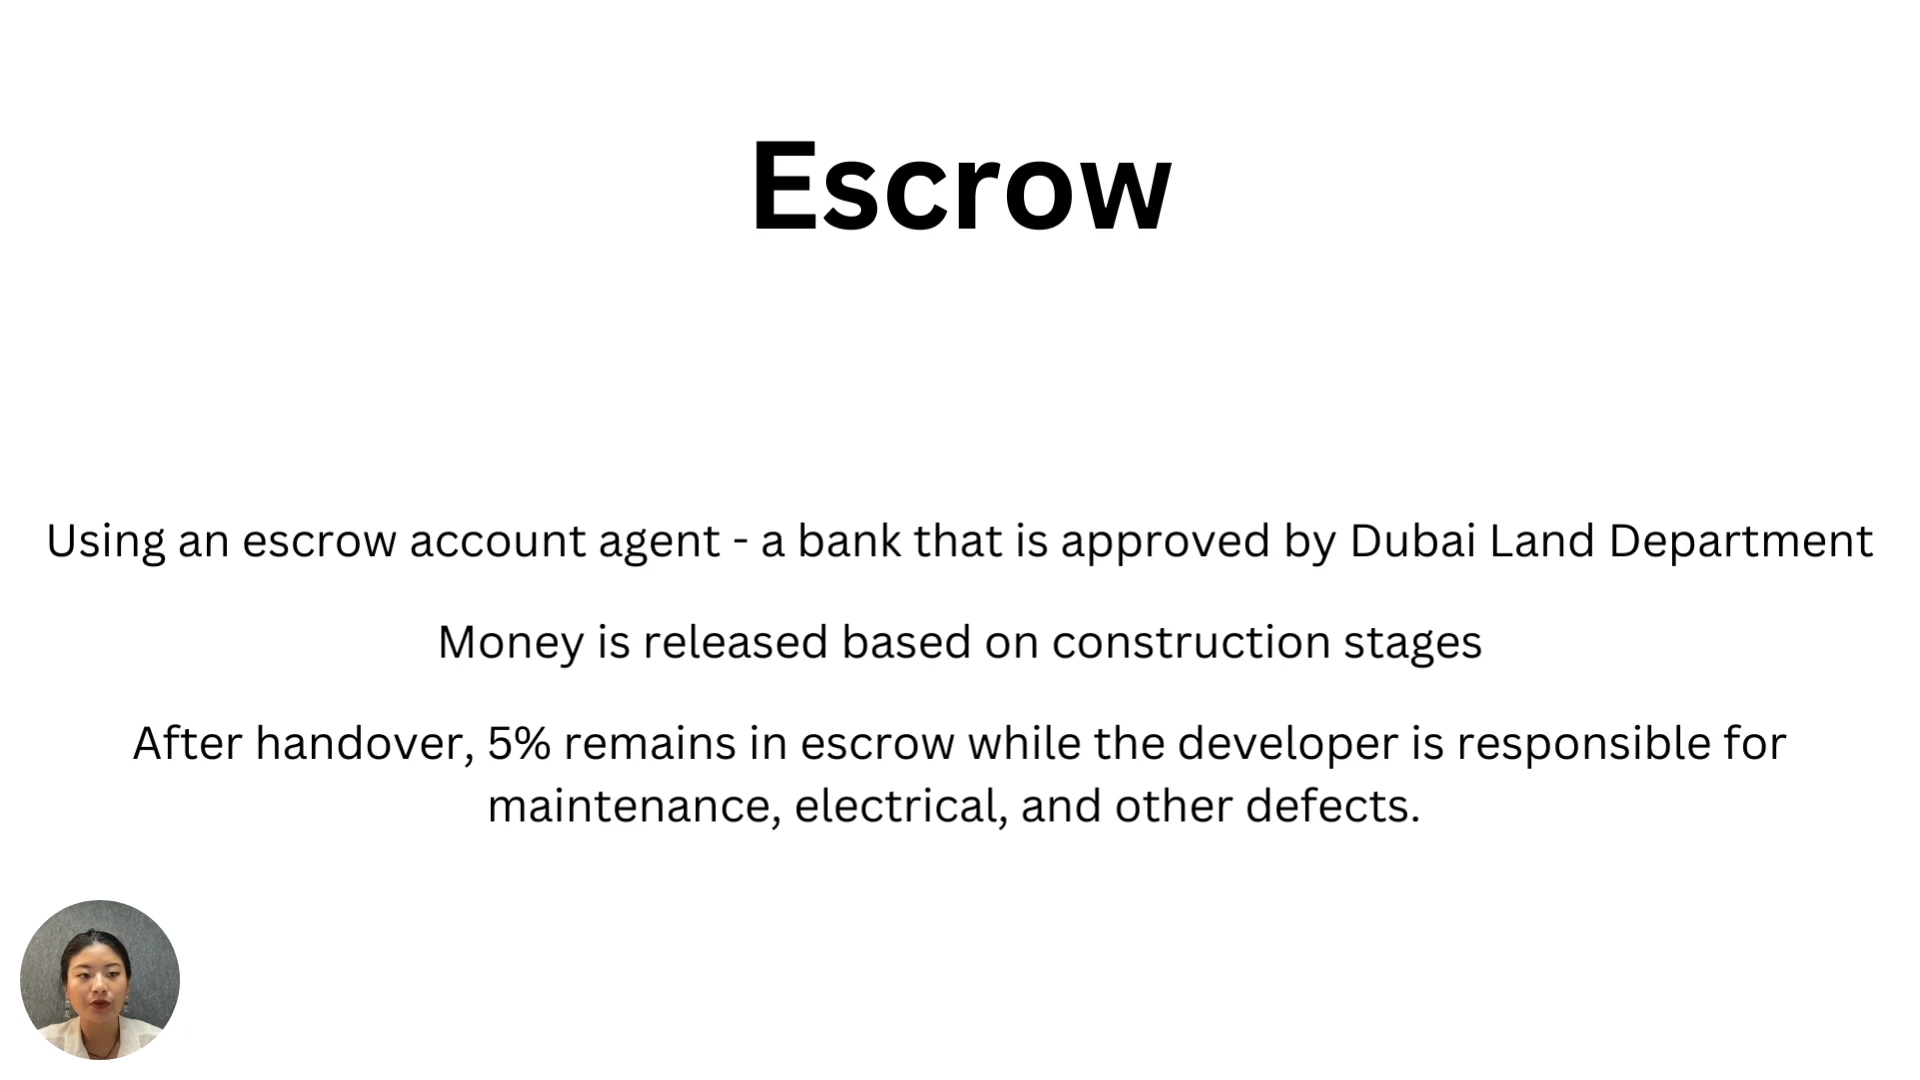 Escrow
Using an escrow account agent - a bank that is approved by Dubai Land Department
Money is released based on construction stages
After handover, 5% remains in escrow while the developer is responsible for
maintenance, electrical, and other defects.